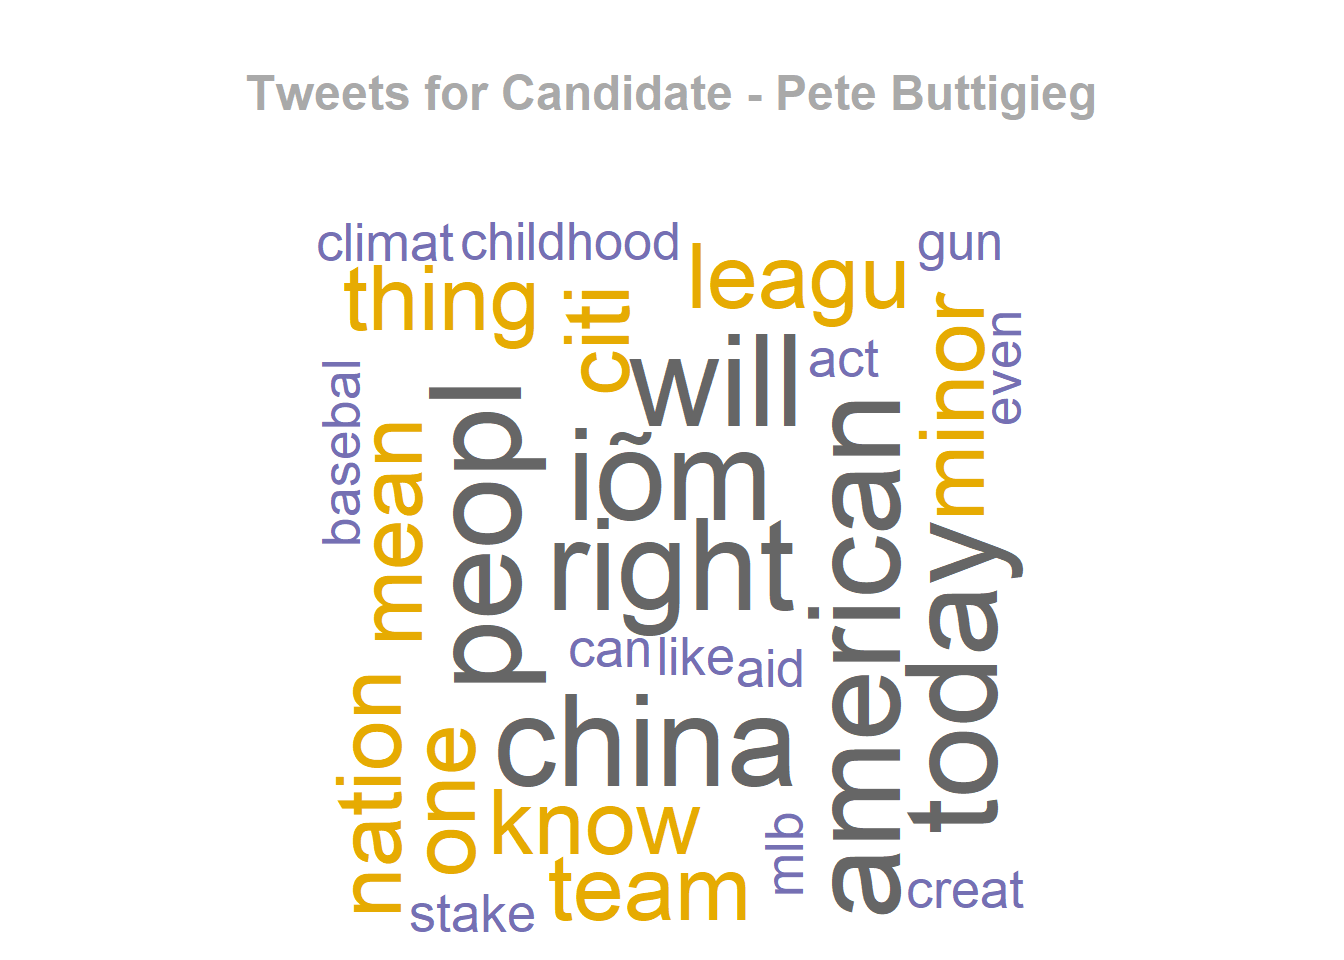 Tweets for Candidate - Pete Buttigieg
climat
childhood
gun
thing
citi
leagu
will
act
minor
even
basebal
mean
peopl
iõm
right
american
today
can
like
aid
nation
one
china
know
mlb
team
creat
stake